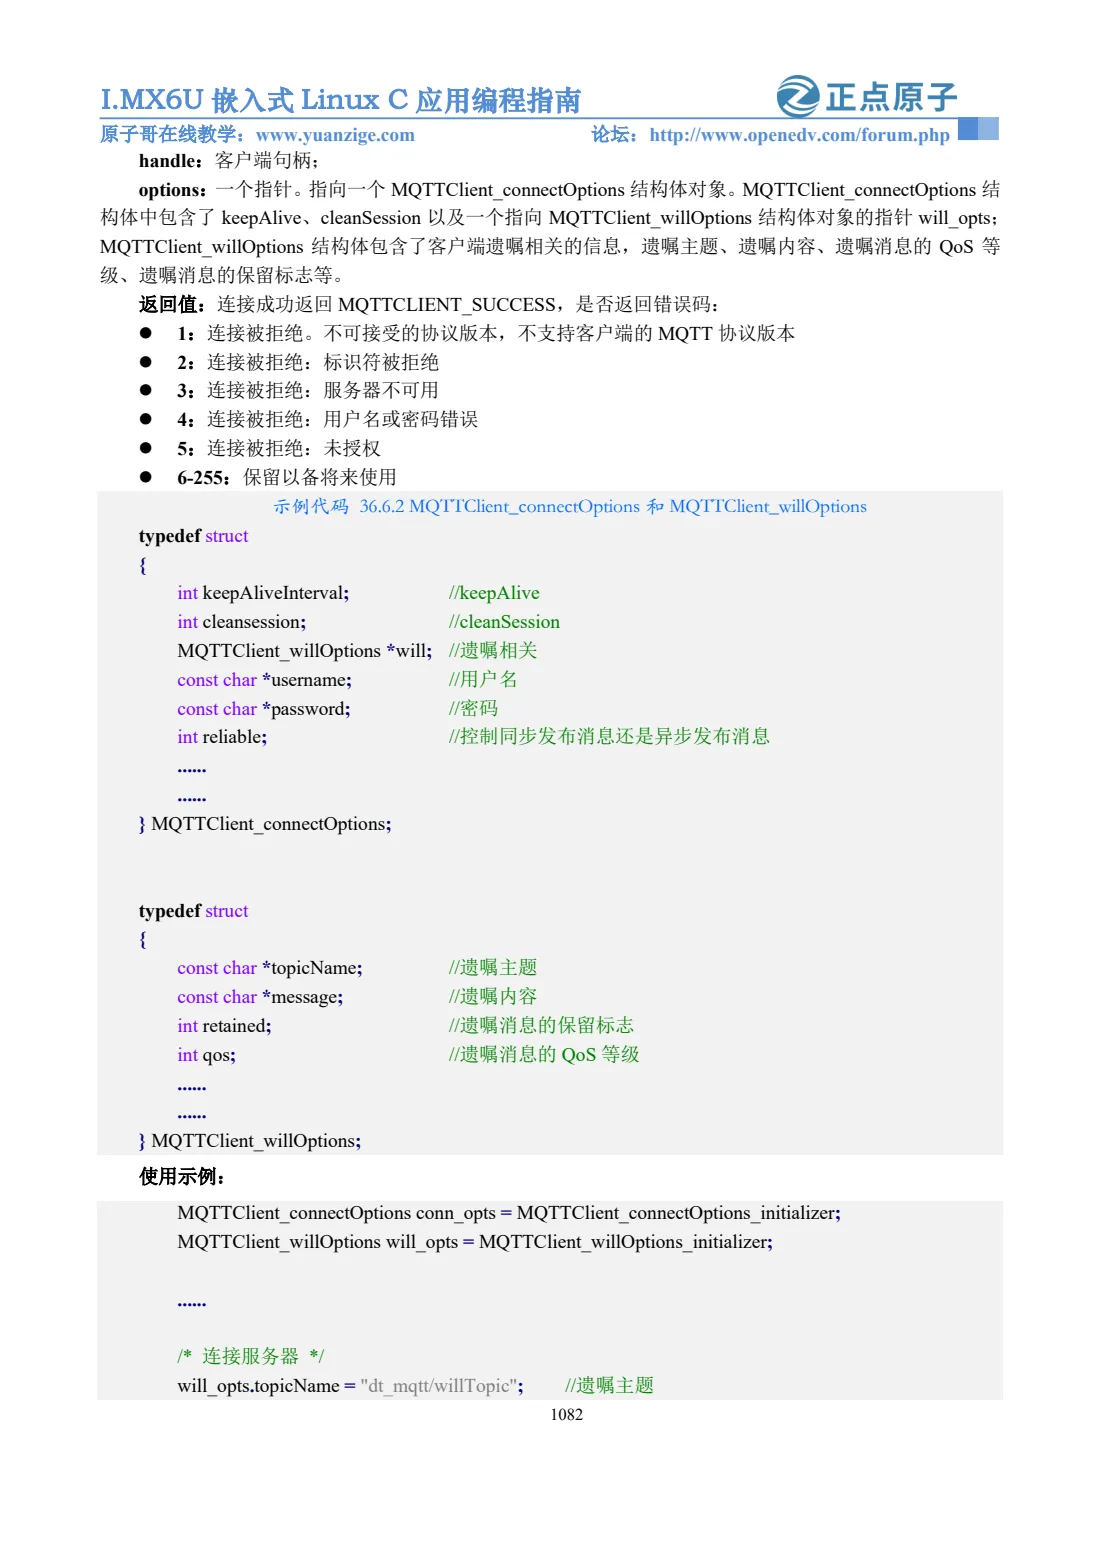 I.MX6U 嵌入式 Linux C 应用编程指南
正点原子
原子哥在线教学：www.yuanzige.com 论坛：http://www.openedv.com/forum.php
handle：客户端句柄；
options：一个指针。指向一个 MQTTClient_connectOptions 结构体对象。MQTTClient_connectOptions 结
构体中包含了 keepAlive、cleanSession 以及一个指向 MQTTClient_willOptions 结构体对象的指针 will_opts；
MQTTClient_willOptions 结构体包含了客户端遗嘱相关的信息，遗嘱主题、遗嘱内容、遗嘱消息的 QoS 等
级、遗嘱消息的保留标志等。
返回值：连接成功返回 MQTTCLIENT_SUCCESS，是否返回错误码：
● 1：连接被拒绝。不可接受的协议版本，不支持客户端的 MQTT 协议版本
● 2：连接被拒绝：标识符被拒绝
● 3：连接被拒绝：服务器不可用
● 4：连接被拒绝：用户名或密码错误
● 5：连接被拒绝：未授权
● 6-255：保留以备将来使用
示例代码 36.6.2 MQTTClient_connectOptions 和 MQTTClient_willOptions
typedef struct
{
int keepAliveInterval; //keepAlive
int cleansession; //cleanSession
MQTTClient_willOptions *will; //遗嘱相关
const char *username; //用户名
const char *password; //密码
int reliable; //控制同步发布消息还是异步发布消息
......
......
} MQTTClient_connectOptions;
typedef struct
{
const char *topicName; //遗嘱主题
const char *message; //遗嘱内容
int retained; //遗嘱消息的保留标志
int qos; //遗嘱消息的 QoS 等级
......
......
} MQTTClient_willOptions;
使用示例：
MQTTClient_connectOptions conn_opts = MQTTClient_connectOptions_initializer;
MQTTClient_willOptions will_opts = MQTTClient_willOptions_initializer;
......
/* 连接服务器 */
will_opts.topicName = "dt_mqtt/willTopic"; //遗嘱主题
1082